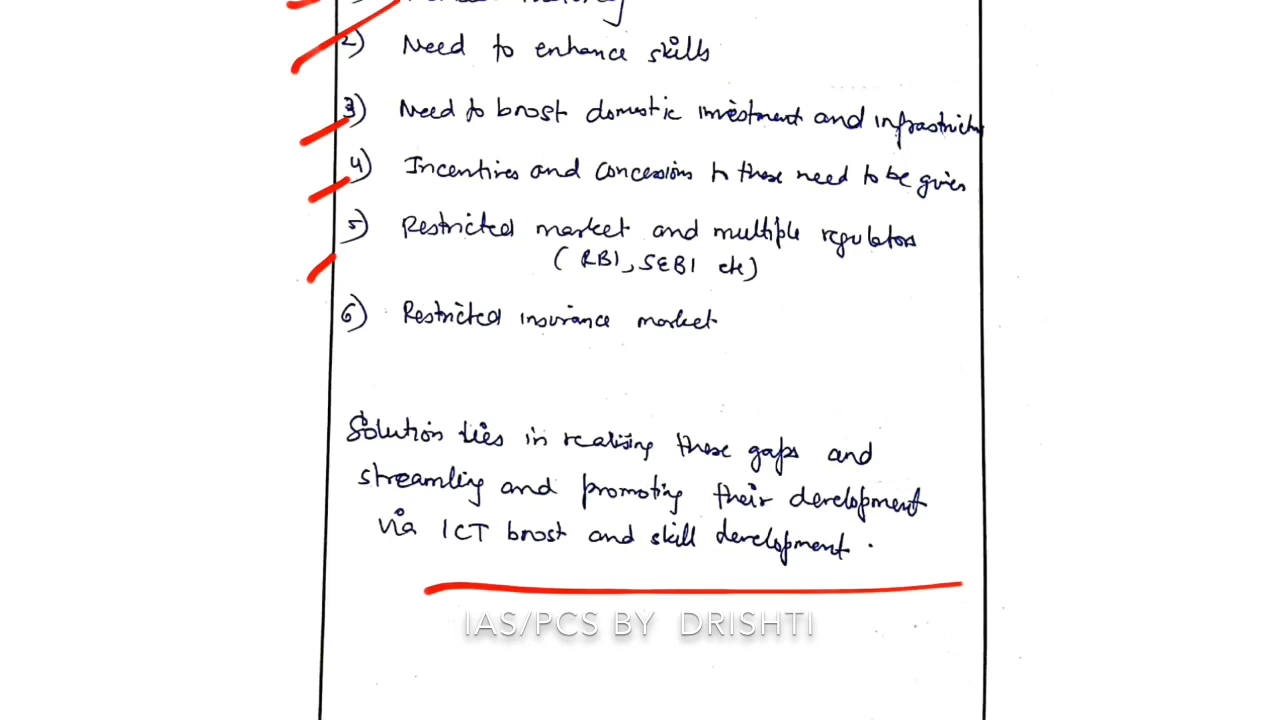 2) Need to enhance skills
3) Need to boost domestic investment and infrastrict
4) Incentives and concessions to these need to be given
5) Restricted market and multiple regulators
(RBI, SEBI etc)
6) Restricted insurance market
Solution lies in realising these gaps and
streamling and promoting their development
via ICT boost and skill development.
IAS/PCS BY DRISHTI